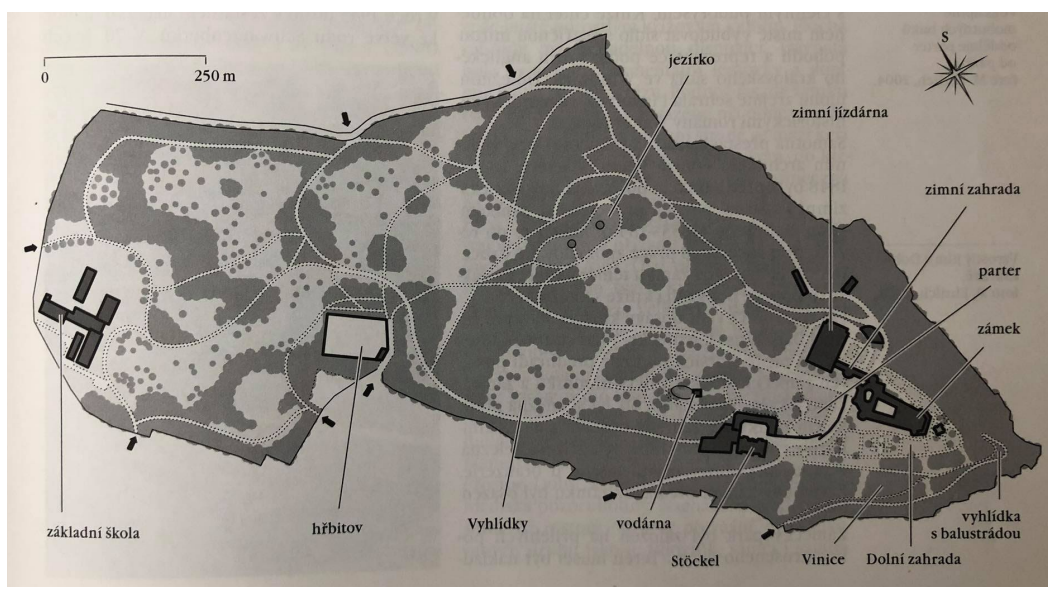 S
0
250 m
jezírko
zimní jízdárna
zimní zahrada
parter
zámek
základní škola
hřbitov
Vyhlídky
vodárna
Stöckel
Vinice
Dolní zahrada
vyhlídka
s balustrádou